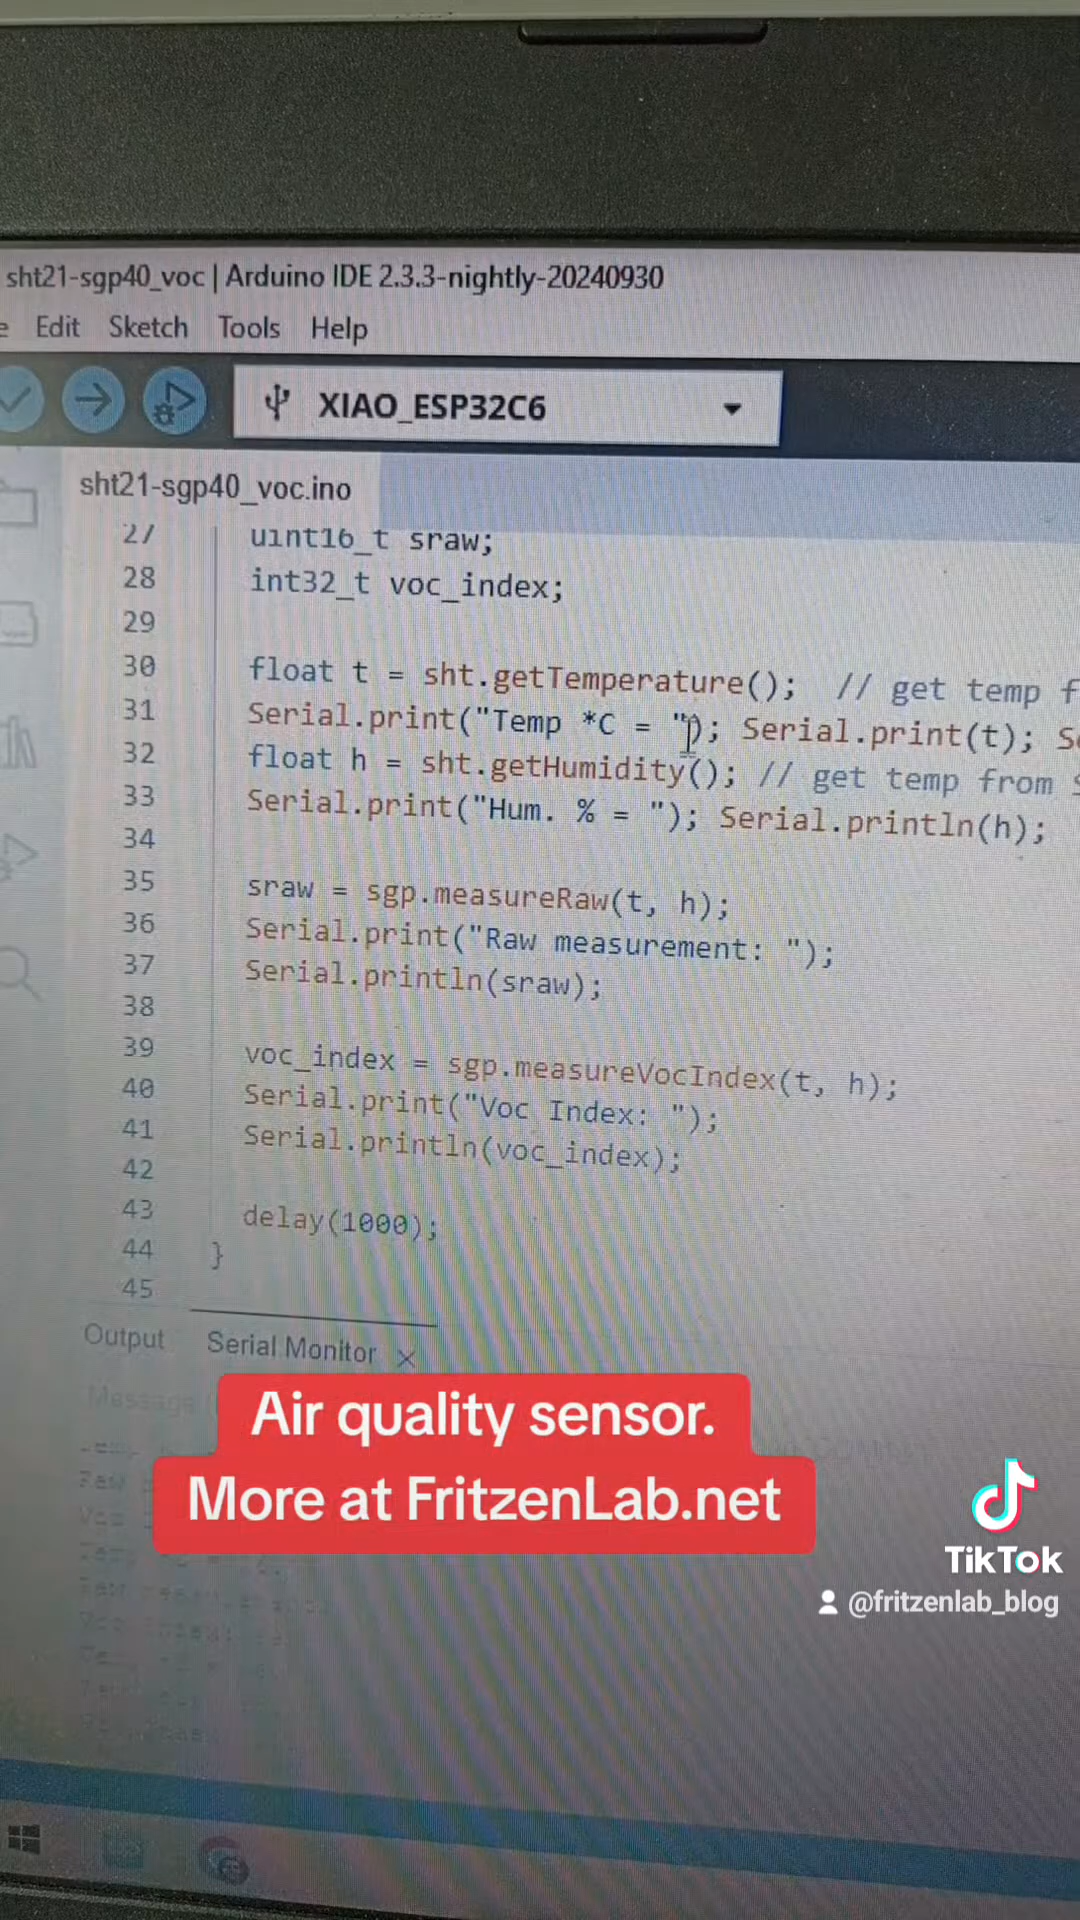 sht21-sgp40_voc | Arduino IDE 2.3.3-nightly-20240930
Edit Sketch Tools Help
XIAO_ESP32C6
sht21-sgp40_voc.ino
27 uint16_t sraw;
28 int32_t voc_index;
29
30 float t = sht.getTemperature(); // get temp f
31 Serial.print("Temp *C = "); Serial.print(t); S
32 float h = sht.getHumidity(); // get temp from S
33 Serial.print("Hum. % = "); Serial.println(h);
34
35 sraw = sgp.measureRaw(t, h);
36 Serial.print("Raw measurement: ");
37 Serial.println(sraw);
38
39 voc_index = sgp.measureVocIndex(t, h);
40 Serial.print("Voc Index: ");
41 Serial.println(voc_index);
42
43 delay(1000);
44 }
45
Output Serial Monitor ×
Message
Air quality sensor.
More at FritzenLab.net
TikTok
@fritzenlab_blog